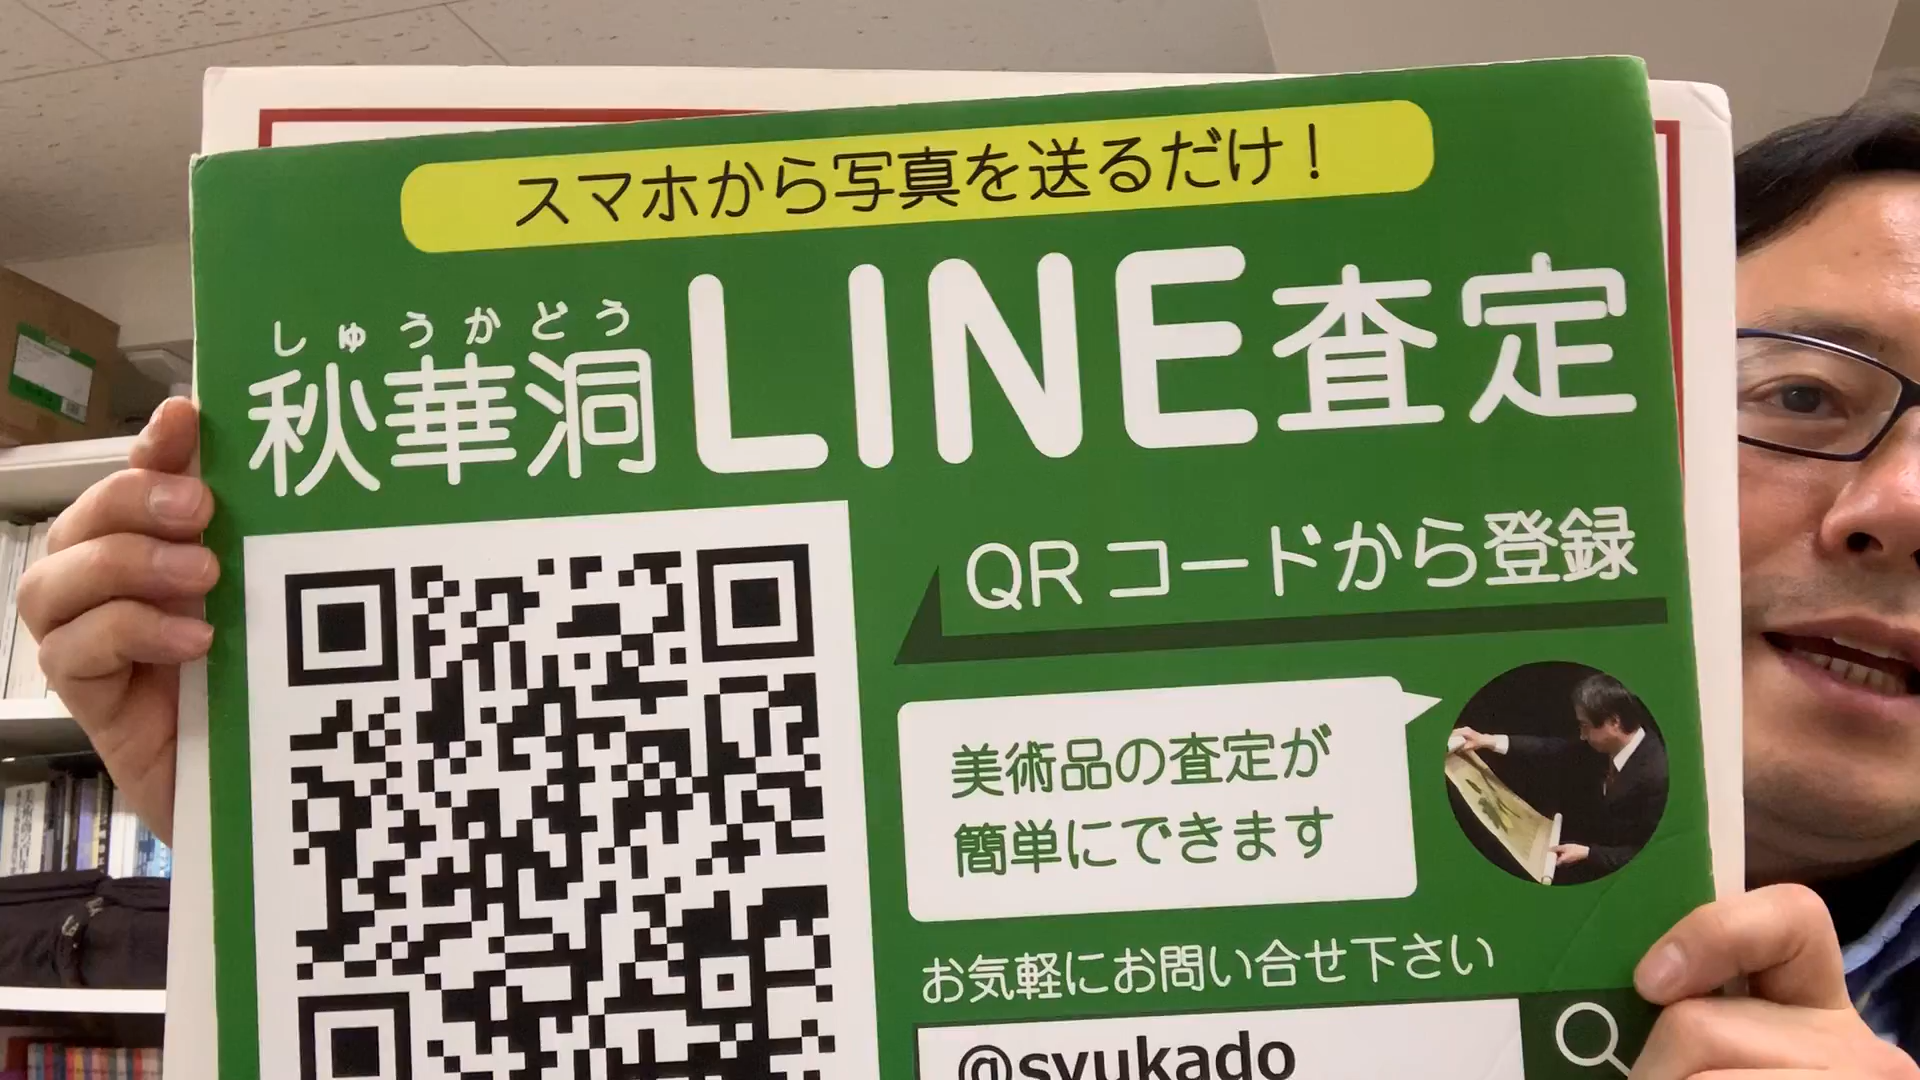 スマホから写真を送るだけ！
しゅうかどう
秋華洞LINE査定
QRコードから登録
美術品の査定が
簡単にできます
お気軽にお問い合せ下さい
@syukado